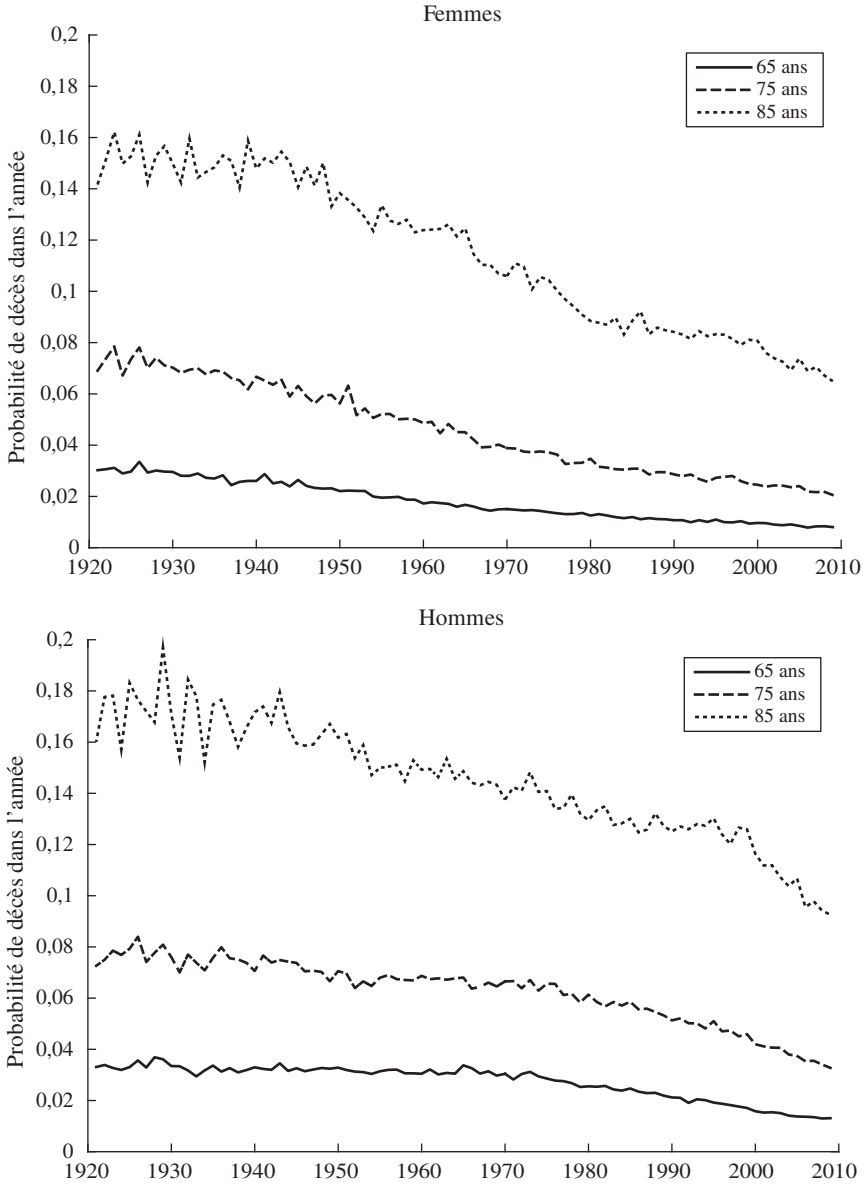 Femmes
0,2
0,18
0,16
0,14
0,12
0,1
0,08
0,06
0,04
0,02
0
Probabilité de décès dans l’année
65 ans
75 ans
85 ans
1920 1930 1940 1950 1960 1970 1980 1990 2000 2010
Hommes
0,2
0,18
0,16
0,14
0,12
0,1
0,08
0,06
0,04
0,02
0
Probabilité de décès dans l’année
65 ans
75 ans
85 ans
1920 1930 1940 1950 1960 1970 1980 1990 2000 2010